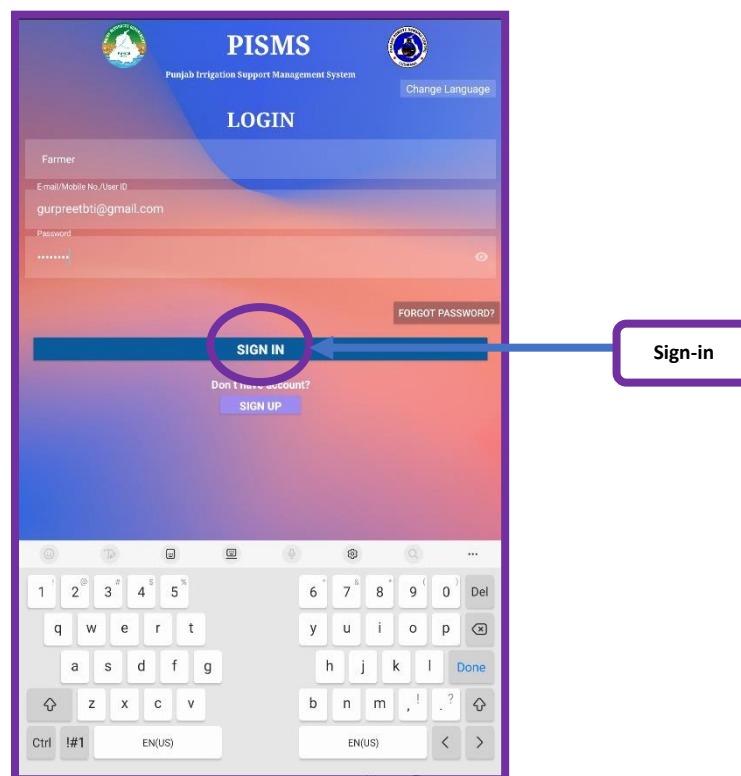 PISMS
Punjab Irrigation Support Management System
Change Language
LOGIN
Farmer
E-mail/Mobile No./User ID
gurpreetbti@gmail.com
Password
••••••••
FORGOT PASSWORD?
SIGN IN
Sign-in
Don t have account?
SIGN UP
1 ! 2 @ 3 # 4 $ 5 % 6 ^ 7 & 8 * 9 ( 0 ) Del
q w e r t y u i o p
a s d f g h j k l Done
z x c v b n m , ! . ?
Ctrl !#1 EN(US) EN(US) < >